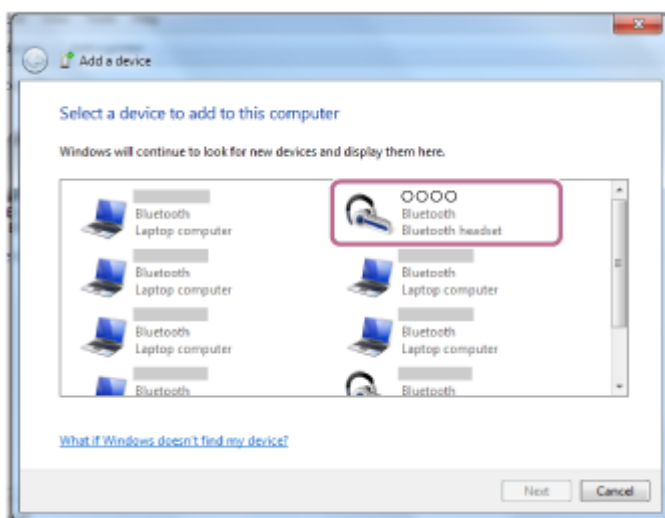 Add a device
Select a device to add to this computer
Windows will continue to look for new devices and display them here.
Bluetooth
Laptop computer
OOOO
Bluetooth
Bluetooth headset
Bluetooth
Laptop computer
Bluetooth
Laptop computer
Bluetooth
Laptop computer
Bluetooth
Laptop computer
Bluetooth
Bluetooth
What if Windows doesn't find my device?
Next
Cancel